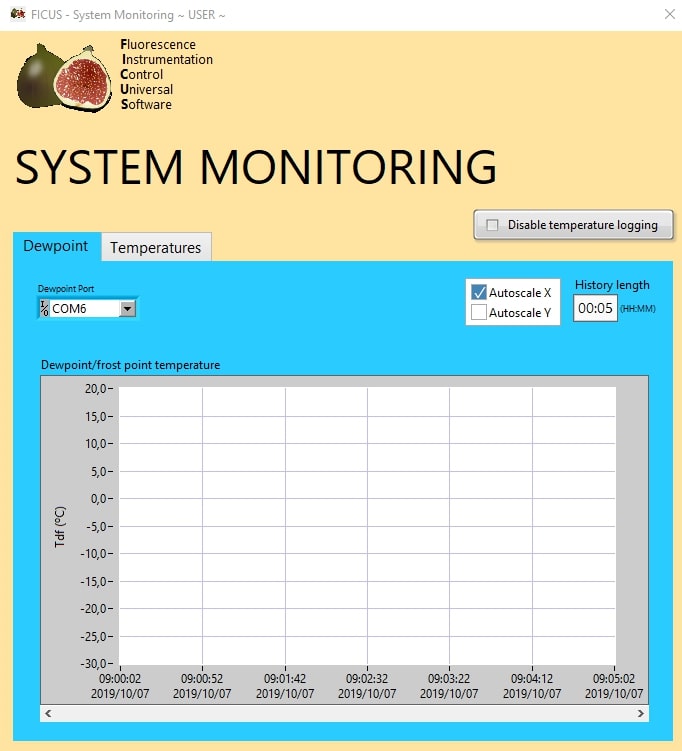 FICUS - System Monitoring ~ USER ~
Fluorescence
Instrumentation
Control
Universal
Software
SYSTEM MONITORING
Disable temperature logging
Dewpoint
Temperatures
Dewpoint Port
I/O COM6
Autoscale X
Autoscale Y
History length
00:05 (HH:MM)
Dewpoint/frost point temperature
Tdf (°C)
20,0
15,0
10,0
5,0
0,0
-5,0
-10,0
-15,0
-20,0
-25,0
-30,0
09:00:02 09:00:52 09:01:42 09:02:32 09:03:22 09:04:12 09:05:02
2019/10/07 2019/10/07 2019/10/07 2019/10/07 2019/10/07 2019/10/07 2019/10/07